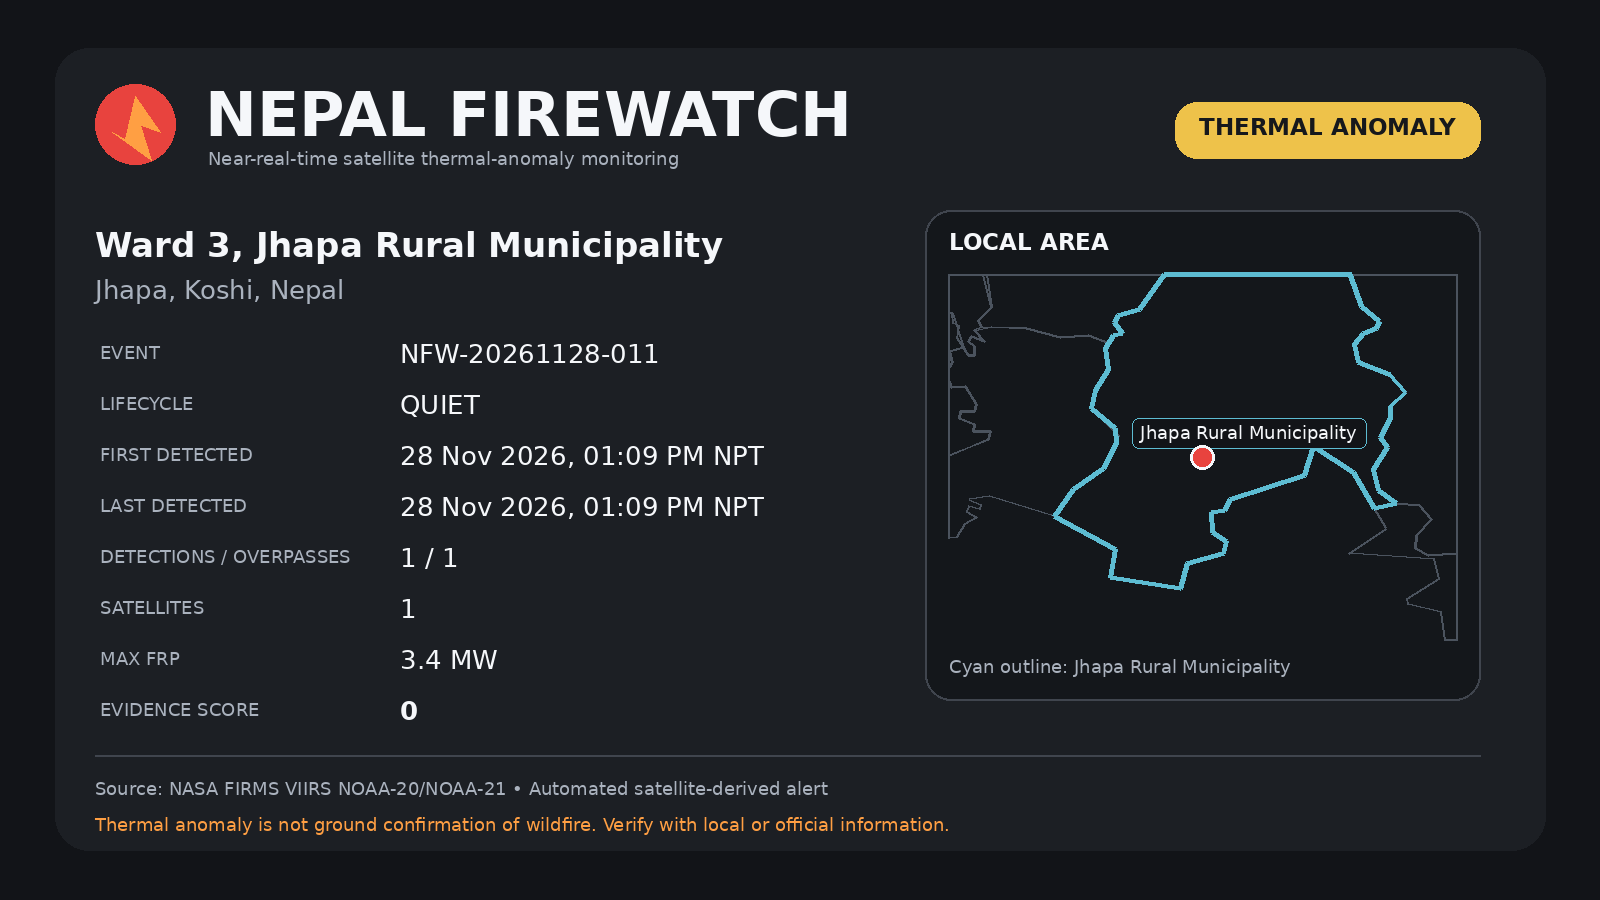 NEPAL FIREWATCH
Near-real-time satellite thermal-anomaly monitoring
THERMAL ANOMALY
Ward 3, Jhapa Rural Municipality
Jhapa, Koshi, Nepal
EVENT NFW-20261128-011
LIFECYCLE QUIET
FIRST DETECTED 28 Nov 2026, 01:09 PM NPT
LAST DETECTED 28 Nov 2026, 01:09 PM NPT
DETECTIONS / OVERPASSES 1 / 1
SATELLITES 1
MAX FRP 3.4 MW
EVIDENCE SCORE 0
LOCAL AREA
Jhapa Rural Municipality
Cyan outline: Jhapa Rural Municipality
Source: NASA FIRMS VIIRS NOAA-20/NOAA-21 • Automated satellite-derived alert
Thermal anomaly is not ground confirmation of wildfire. Verify with local or official information.